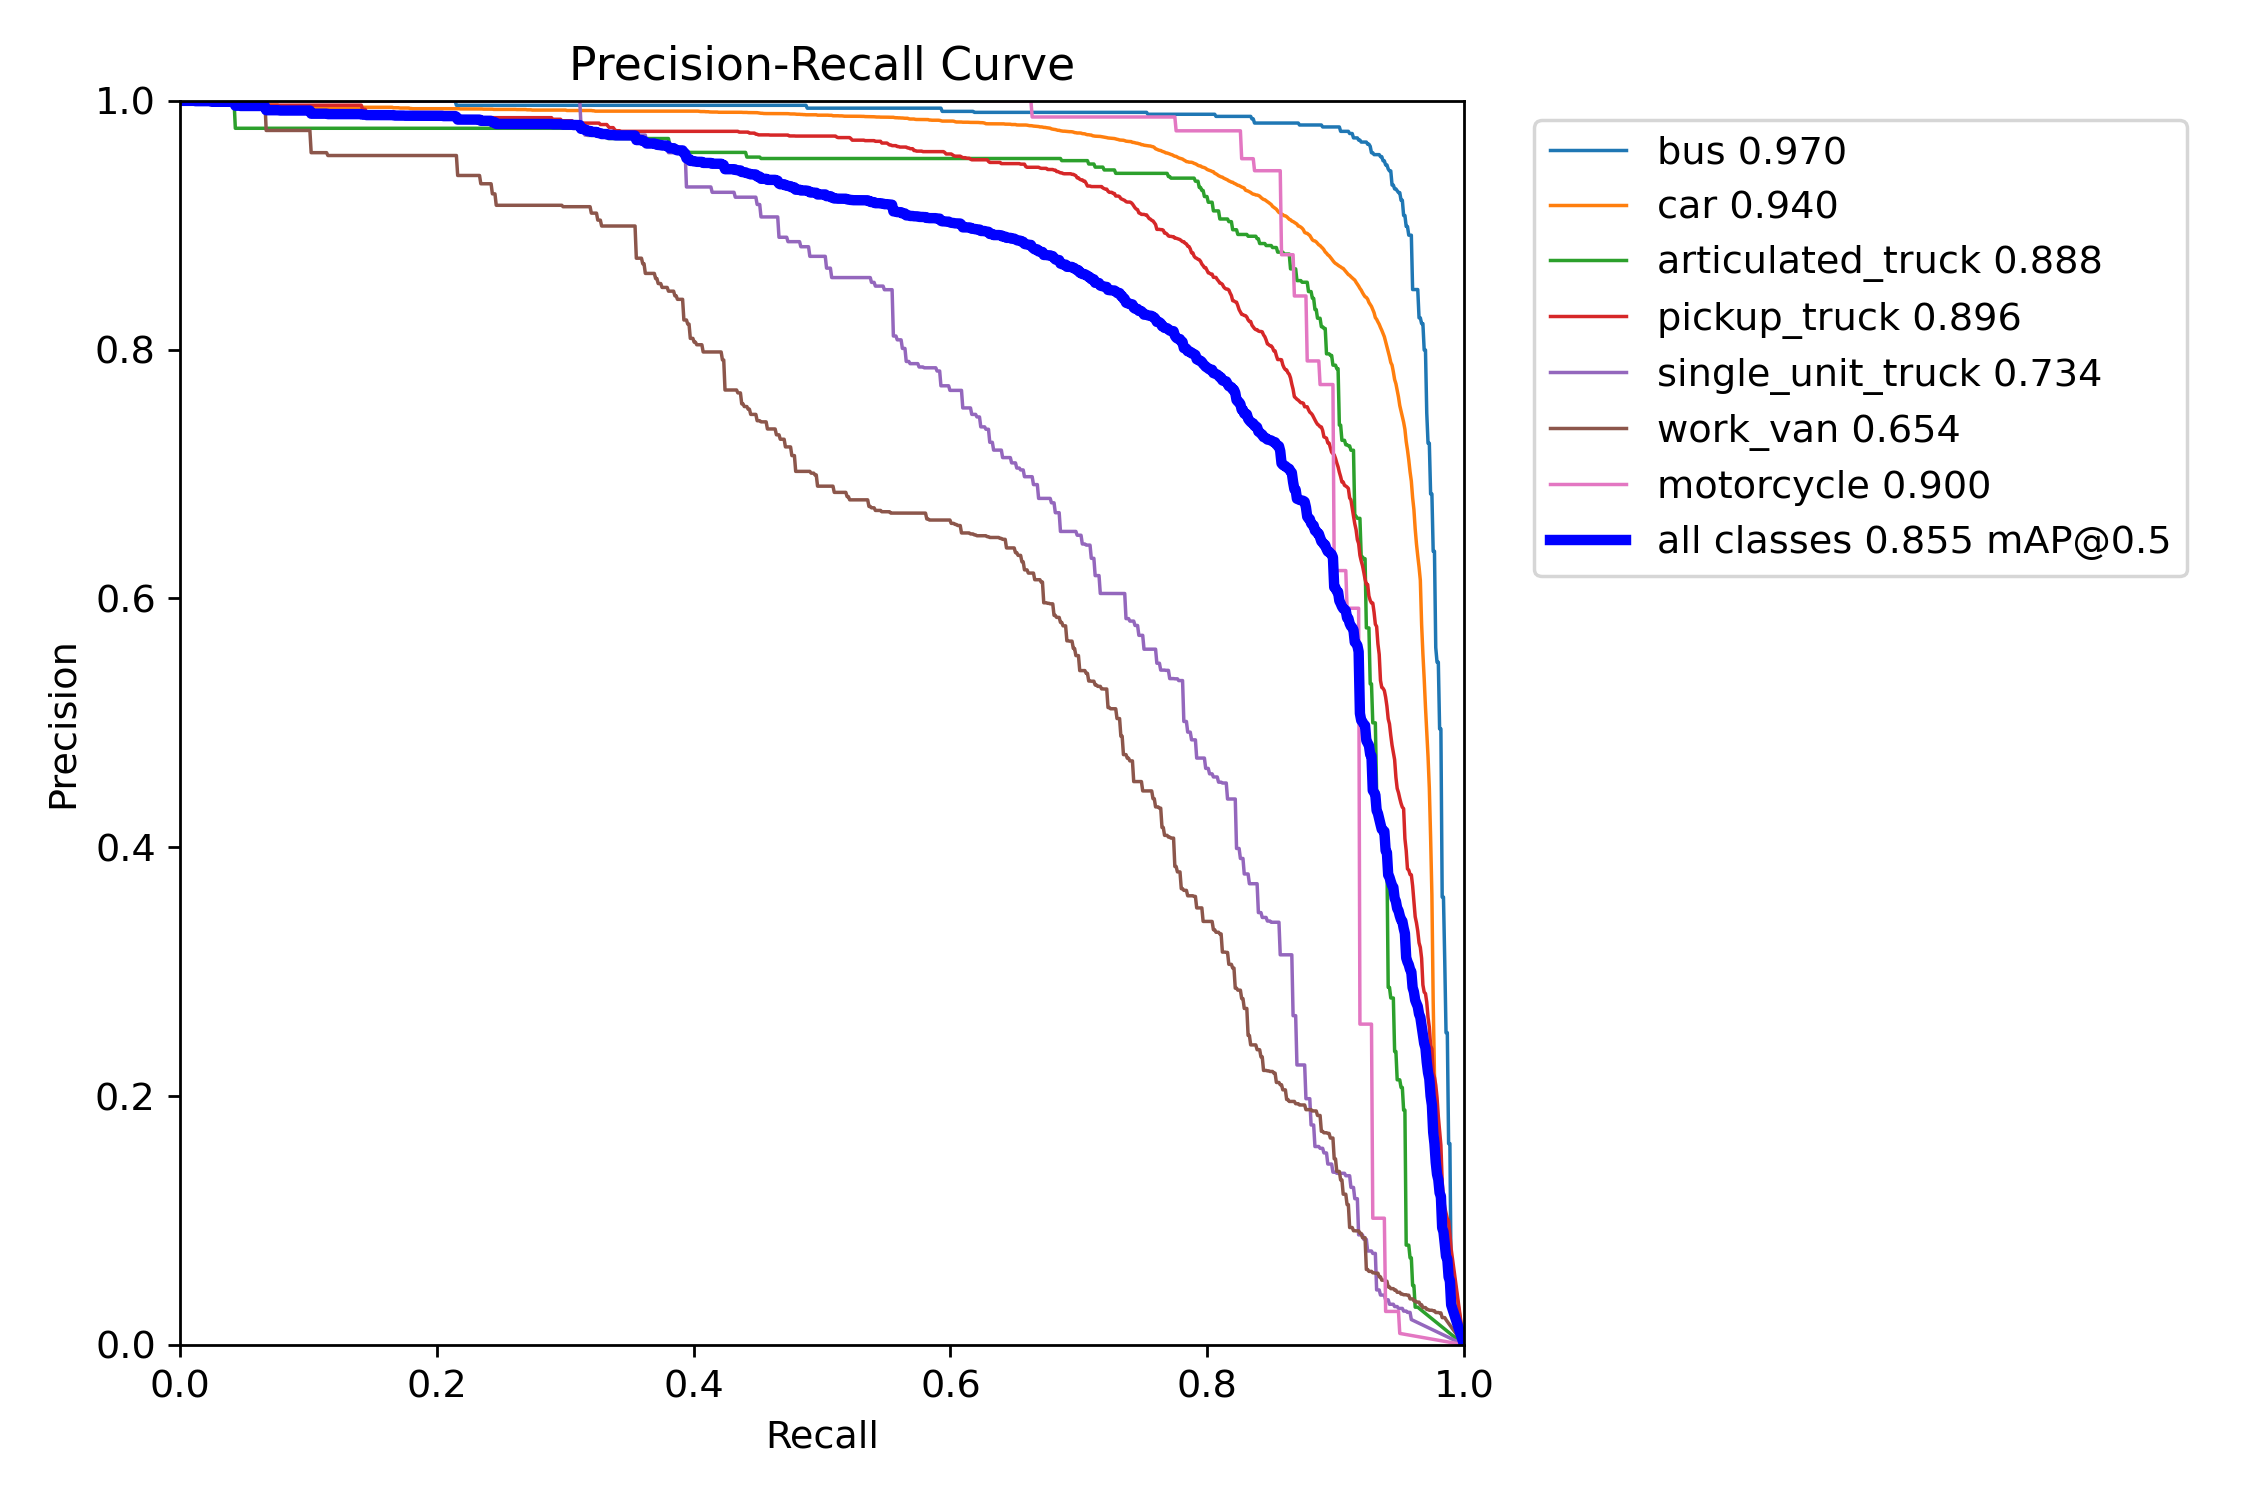 Precision-Recall Curve
1.0
0.8
0.6
0.4
0.2
0.0
Precision
0.0 0.2 0.4 0.6 0.8 1.0
Recall
bus 0.970
car 0.940
articulated_truck 0.888
pickup_truck 0.896
single_unit_truck 0.734
work_van 0.654
motorcycle 0.900
all classes 0.855 mAP@0.5